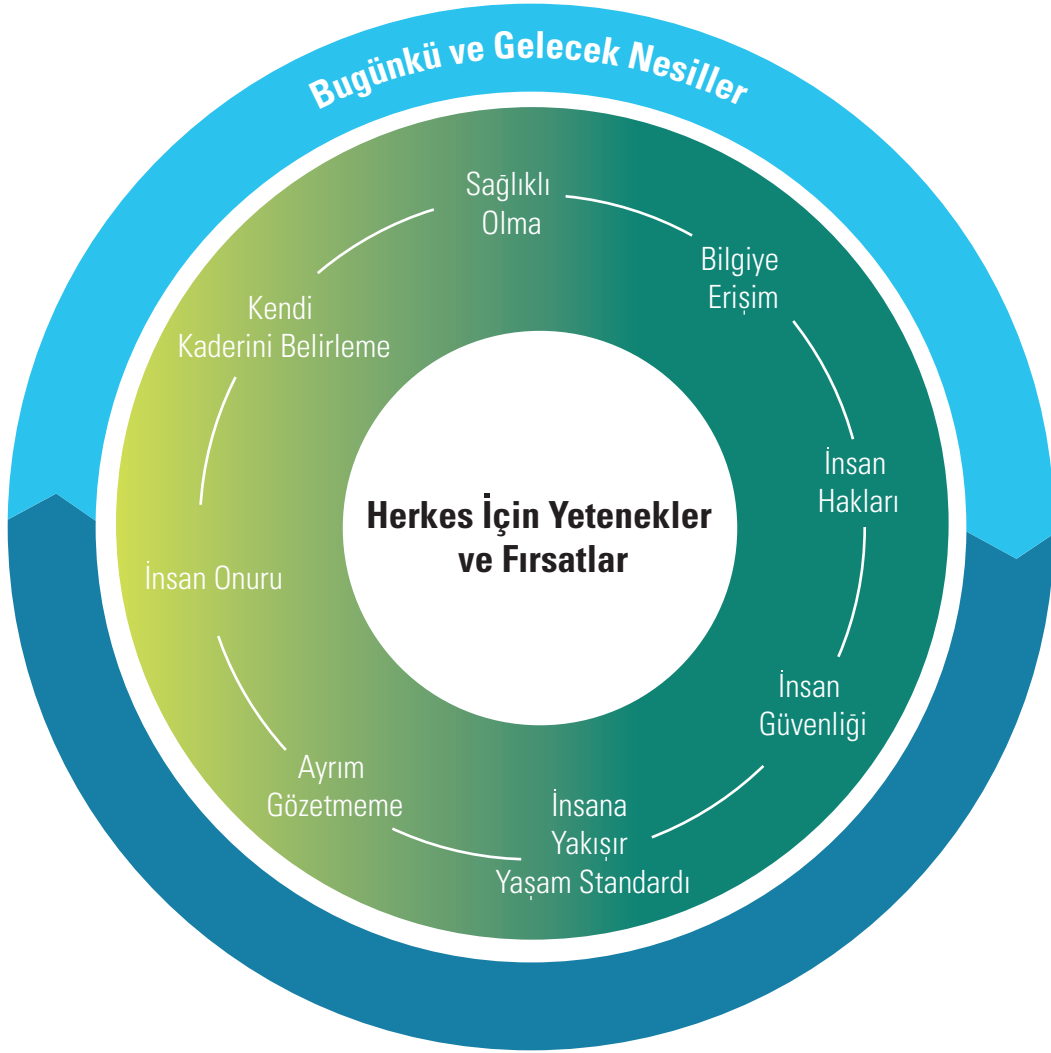 Bugünkü ve Gelecek Nesiller
Sağlıklı
Olma
Bilgiye
Erişim
İnsan
Hakları
İnsan
Güvenliği
İnsana
Yakışır
Yaşam Standardı
Ayrım
Gözetmeme
İnsan Onuru
Kendi
Kaderini Belirleme
Herkes İçin Yetenekler
ve Fırsatlar